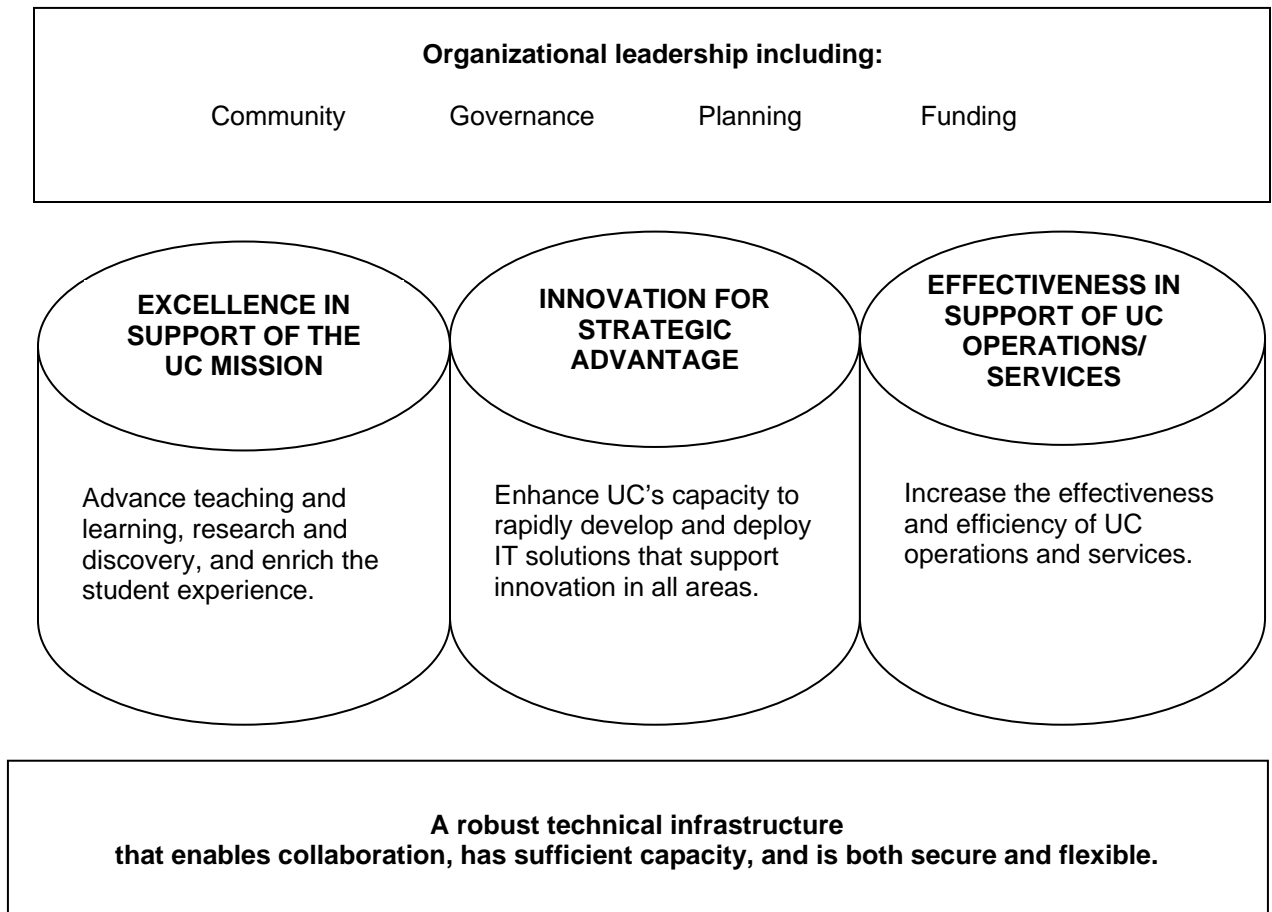 Organizational leadership including:
Community Governance Planning Funding
EXCELLENCE IN
SUPPORT OF THE
UC MISSION
Advance teaching and
learning, research and
discovery, and enrich the
student experience.
INNOVATION FOR
STRATEGIC
ADVANTAGE
Enhance UC’s capacity to
rapidly develop and deploy
IT solutions that support
innovation in all areas.
EFFECTIVENESS IN
SUPPORT OF UC
OPERATIONS/
SERVICES
Increase the effectiveness
and efficiency of UC
operations and services.
A robust technical infrastructure
that enables collaboration, has sufficient capacity, and is both secure and flexible.